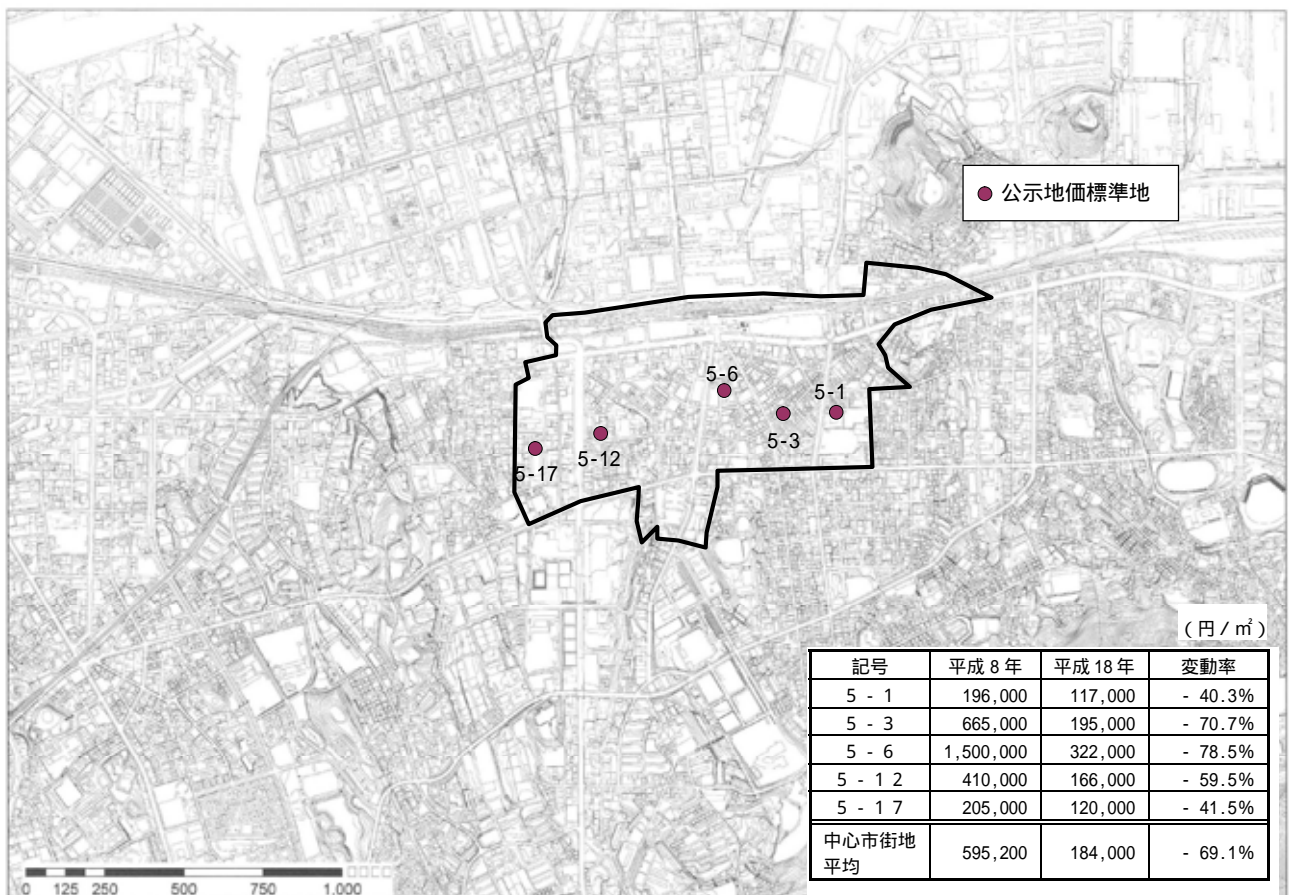 公示地価標準地
5-6
5-1
5-3
5-12
5-17
(円/㎡)
記号 平成8年 平成18年 変動率
5-1 196,000 117,000 -40.3%
5-3 665,000 195,000 -70.7%
5-6 1,500,000 322,000 -78.5%
5-12 410,000 166,000 -59.5%
5-17 205,000 120,000 -41.5%
中心市街地
平均 595,200 184,000 -69.1%
0 125 250 500 750 1,000